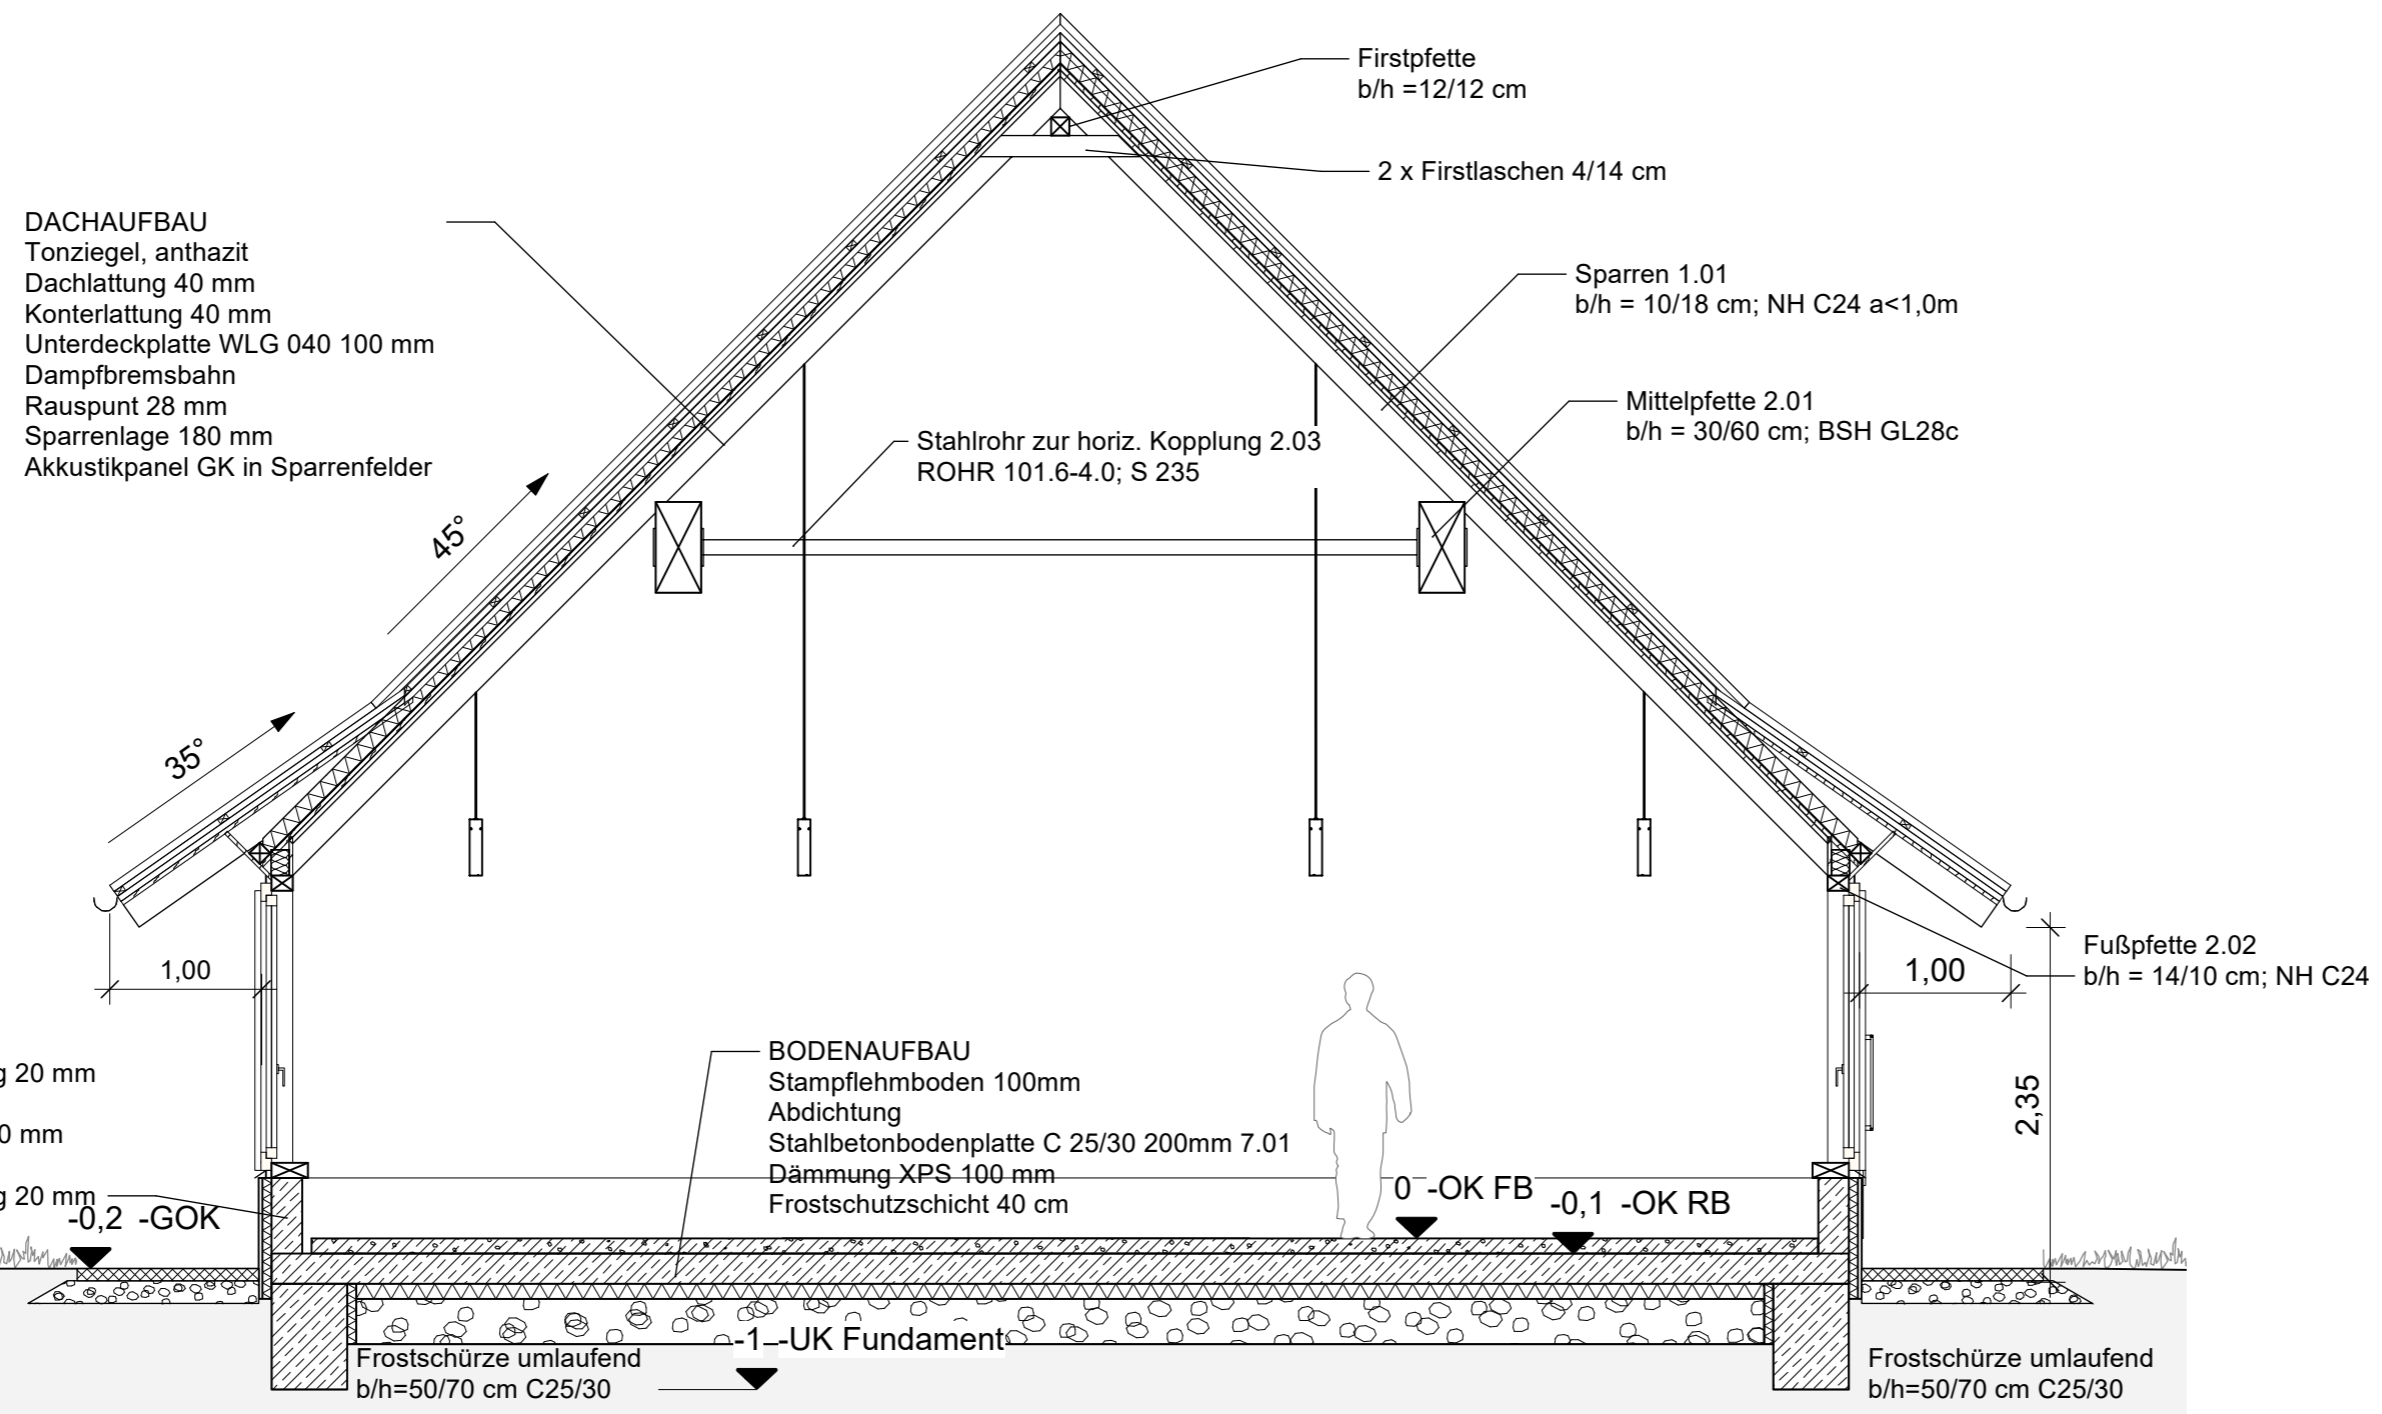 Firstpfette
b/h =12/12 cm
2 x Firstlaschen 4/14 cm
DACHAUFBAU
Tonziegel, anthazit
Dachlattung 40 mm
Konterlattung 40 mm
Unterdeckplatte WLG 040 100 mm
Dampfbremsbahn
Rauspunt 28 mm
Sparrenlage 180 mm
Akkustikpanel GK in Sparrenfelder
Sparren 1.01
b/h = 10/18 cm; NH C24 a<1,0m
Mittelpfette 2.01
b/h = 30/60 cm; BSH GL28c
Stahlrohr zur horiz. Kopplung 2.03
ROHR 101.6-4.0; S 235
45°
35°
1,00
Fußpfette 2.02
b/h = 14/10 cm; NH C24
1,00
2,35
g 20 mm
0 mm
g 20 mm
-0,2 -GOK
BODENAUFBAU
Stampflehmboden 100mm
Abdichtung
Stahlbetonbodenplatte C 25/30 200mm 7.01
Dämmung XPS 100 mm
Frostschutzschicht 40 cm
0 -OK FB
-0,1 -OK RB
-1 -UK Fundament
Frostschürze umlaufend
b/h=50/70 cm C25/30
Frostschürze umlaufend
b/h=50/70 cm C25/30